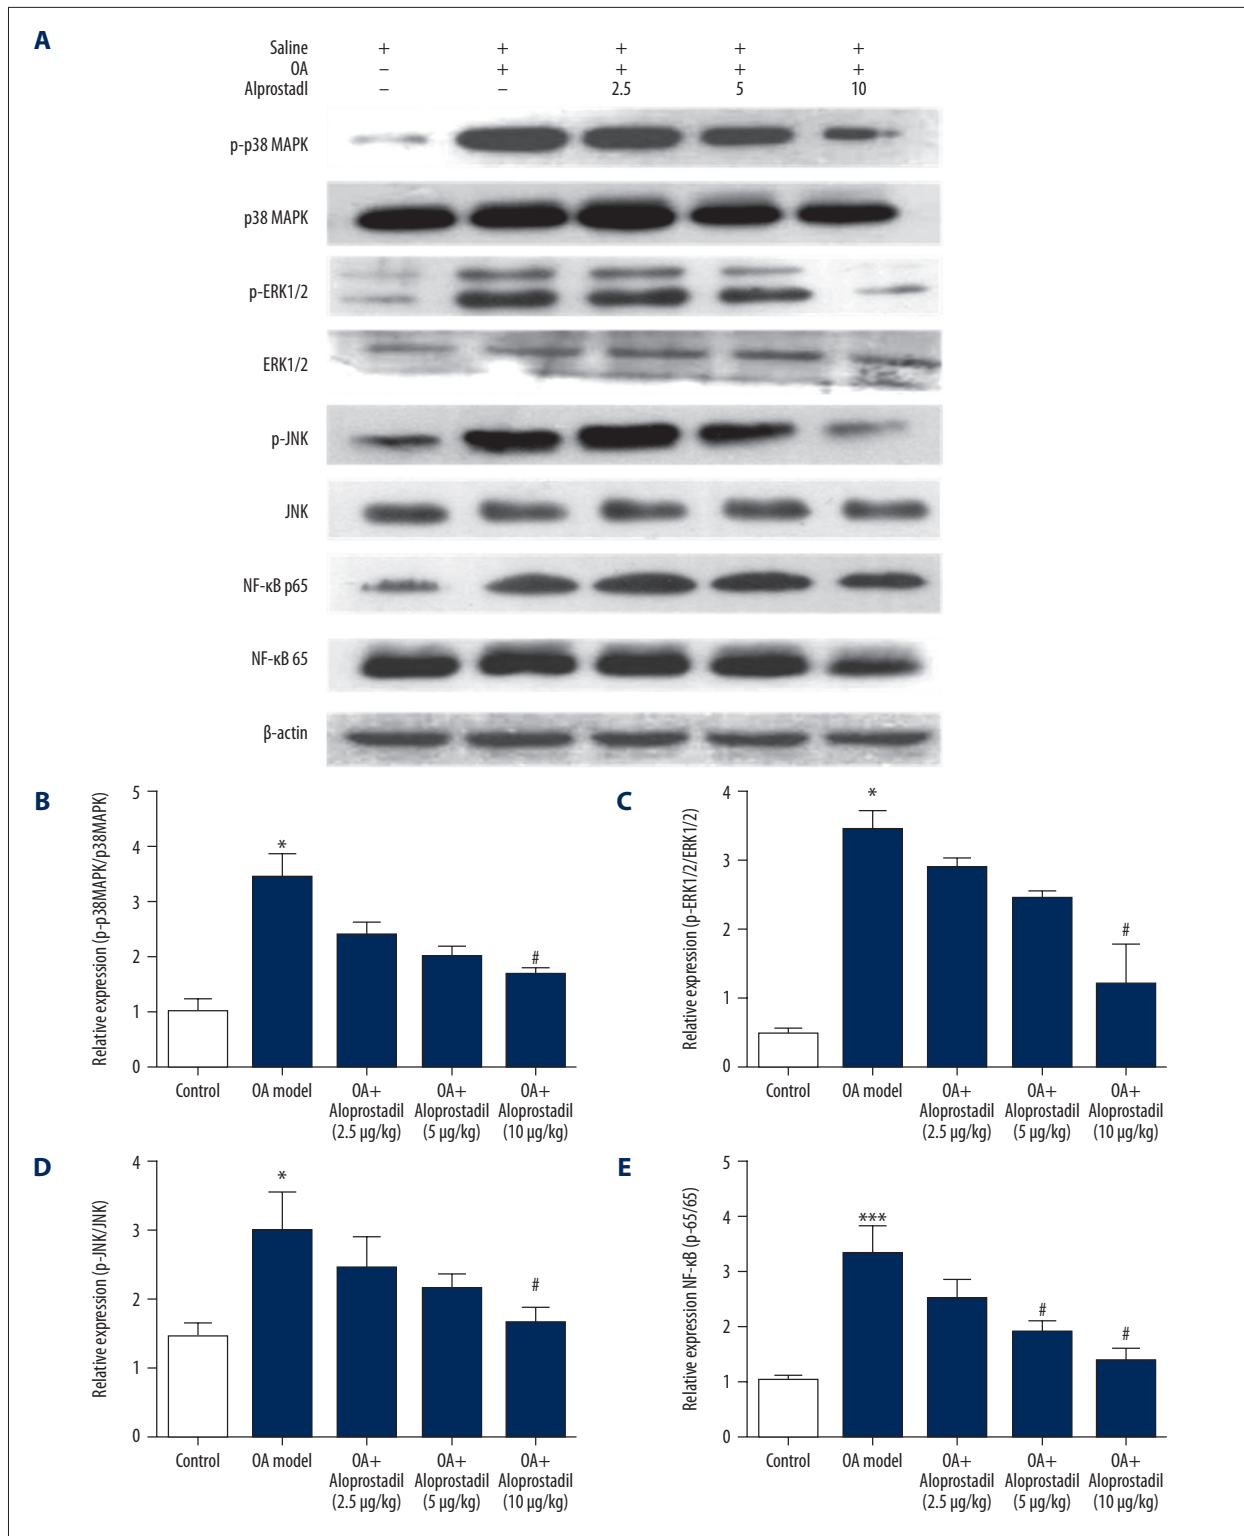 A
Saline + + + + +
OA – + + + +
Alprostadl – – 2.5 5 10
p-p38 MAPK
p38 MAPK
p-ERK1/2
ERK1/2
p-JNK
JNK
NF-κB p65
NF-κB 65
β-actin
B
Relative expression (p-p38MAPK/p38MAPK)
5
4
3
2
1
0
*
#
Control
OA model
OA+
Aloprostadil
(2.5 µg/kg)
OA+
Aloprostadil
(5 µg/kg)
OA+
Aloprostadil
(10 µg/kg)
C
Relative expression (p-ERK1/2/ERK1/2)
4
3
2
1
0
*
#
Control
OA model
OA+
Aloprostadil
(2.5 µg/kg)
OA+
Aloprostadil
(5 µg/kg)
OA+
Aloprostadil
(10 µg/kg)
D
Relative expression (p-JNK/JNK)
4
3
2
1
0
*
#
Control
OA model
OA+
Aloprostadil
(2.5 µg/kg)
OA+
Aloprostadil
(5 µg/kg)
OA+
Aloprostadil
(10 µg/kg)
E
Relative expression NF-κB (p-65/65)
5
4
3
2
1
0
***
#
#
Control
OA model
OA+
Aloprostadil
(2.5 µg/kg)
OA+
Aloprostadil
(5 µg/kg)
OA+
Aloprostadil
(10 µg/kg)